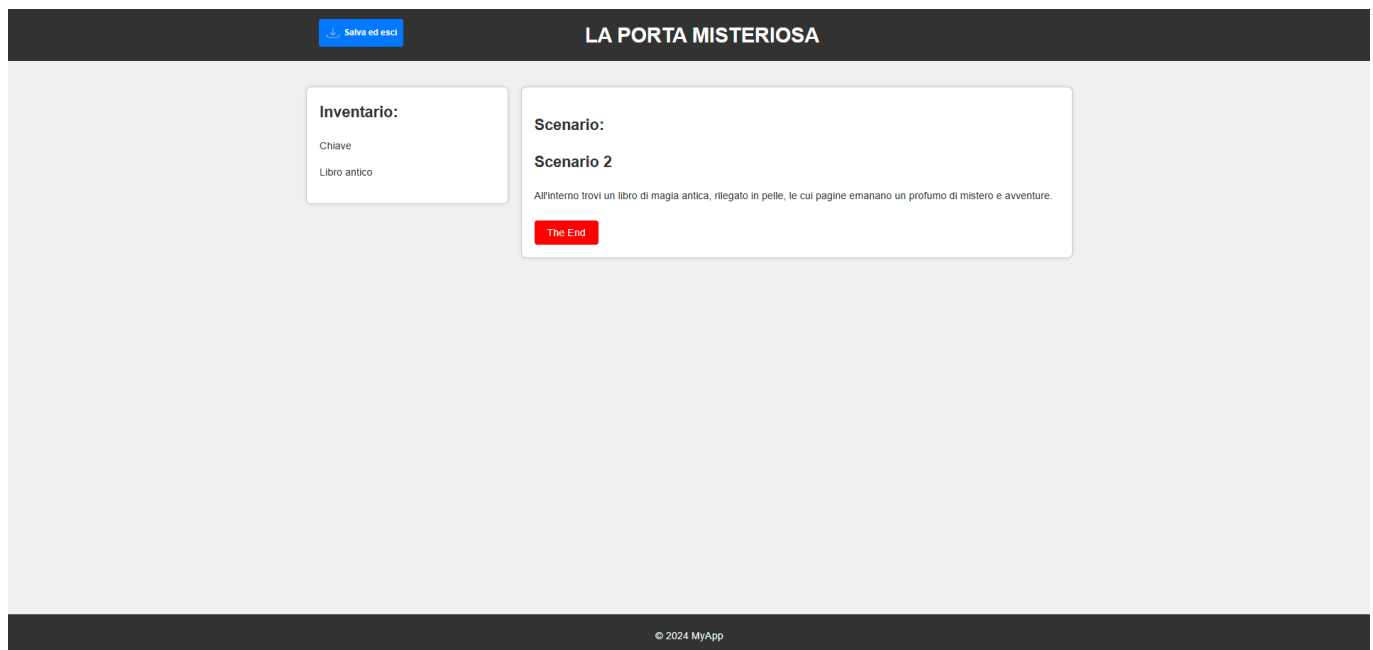 Salva ed esci
LA PORTA MISTERIOSA
Inventario:
Chiave
Libro antico
Scenario:
Scenario 2
All'interno trovi un libro di magia antica, rilegato in pelle, le cui pagine emanano un profumo di mistero e avventure.
The End
© 2024 MyApp